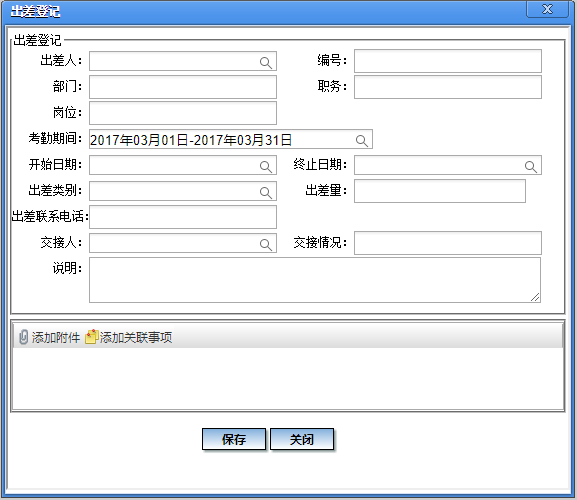 出差登记
出差登记
出差人: 编号:
部门: 职务:
岗位:
考勤期间: 2017年03月01日-2017年03月31日
开始日期: 终止日期:
出差类别: 出差量:
出差联系电话:
交接人: 交接情况:
说明:
添加附件 添加关联事项
保存 关闭